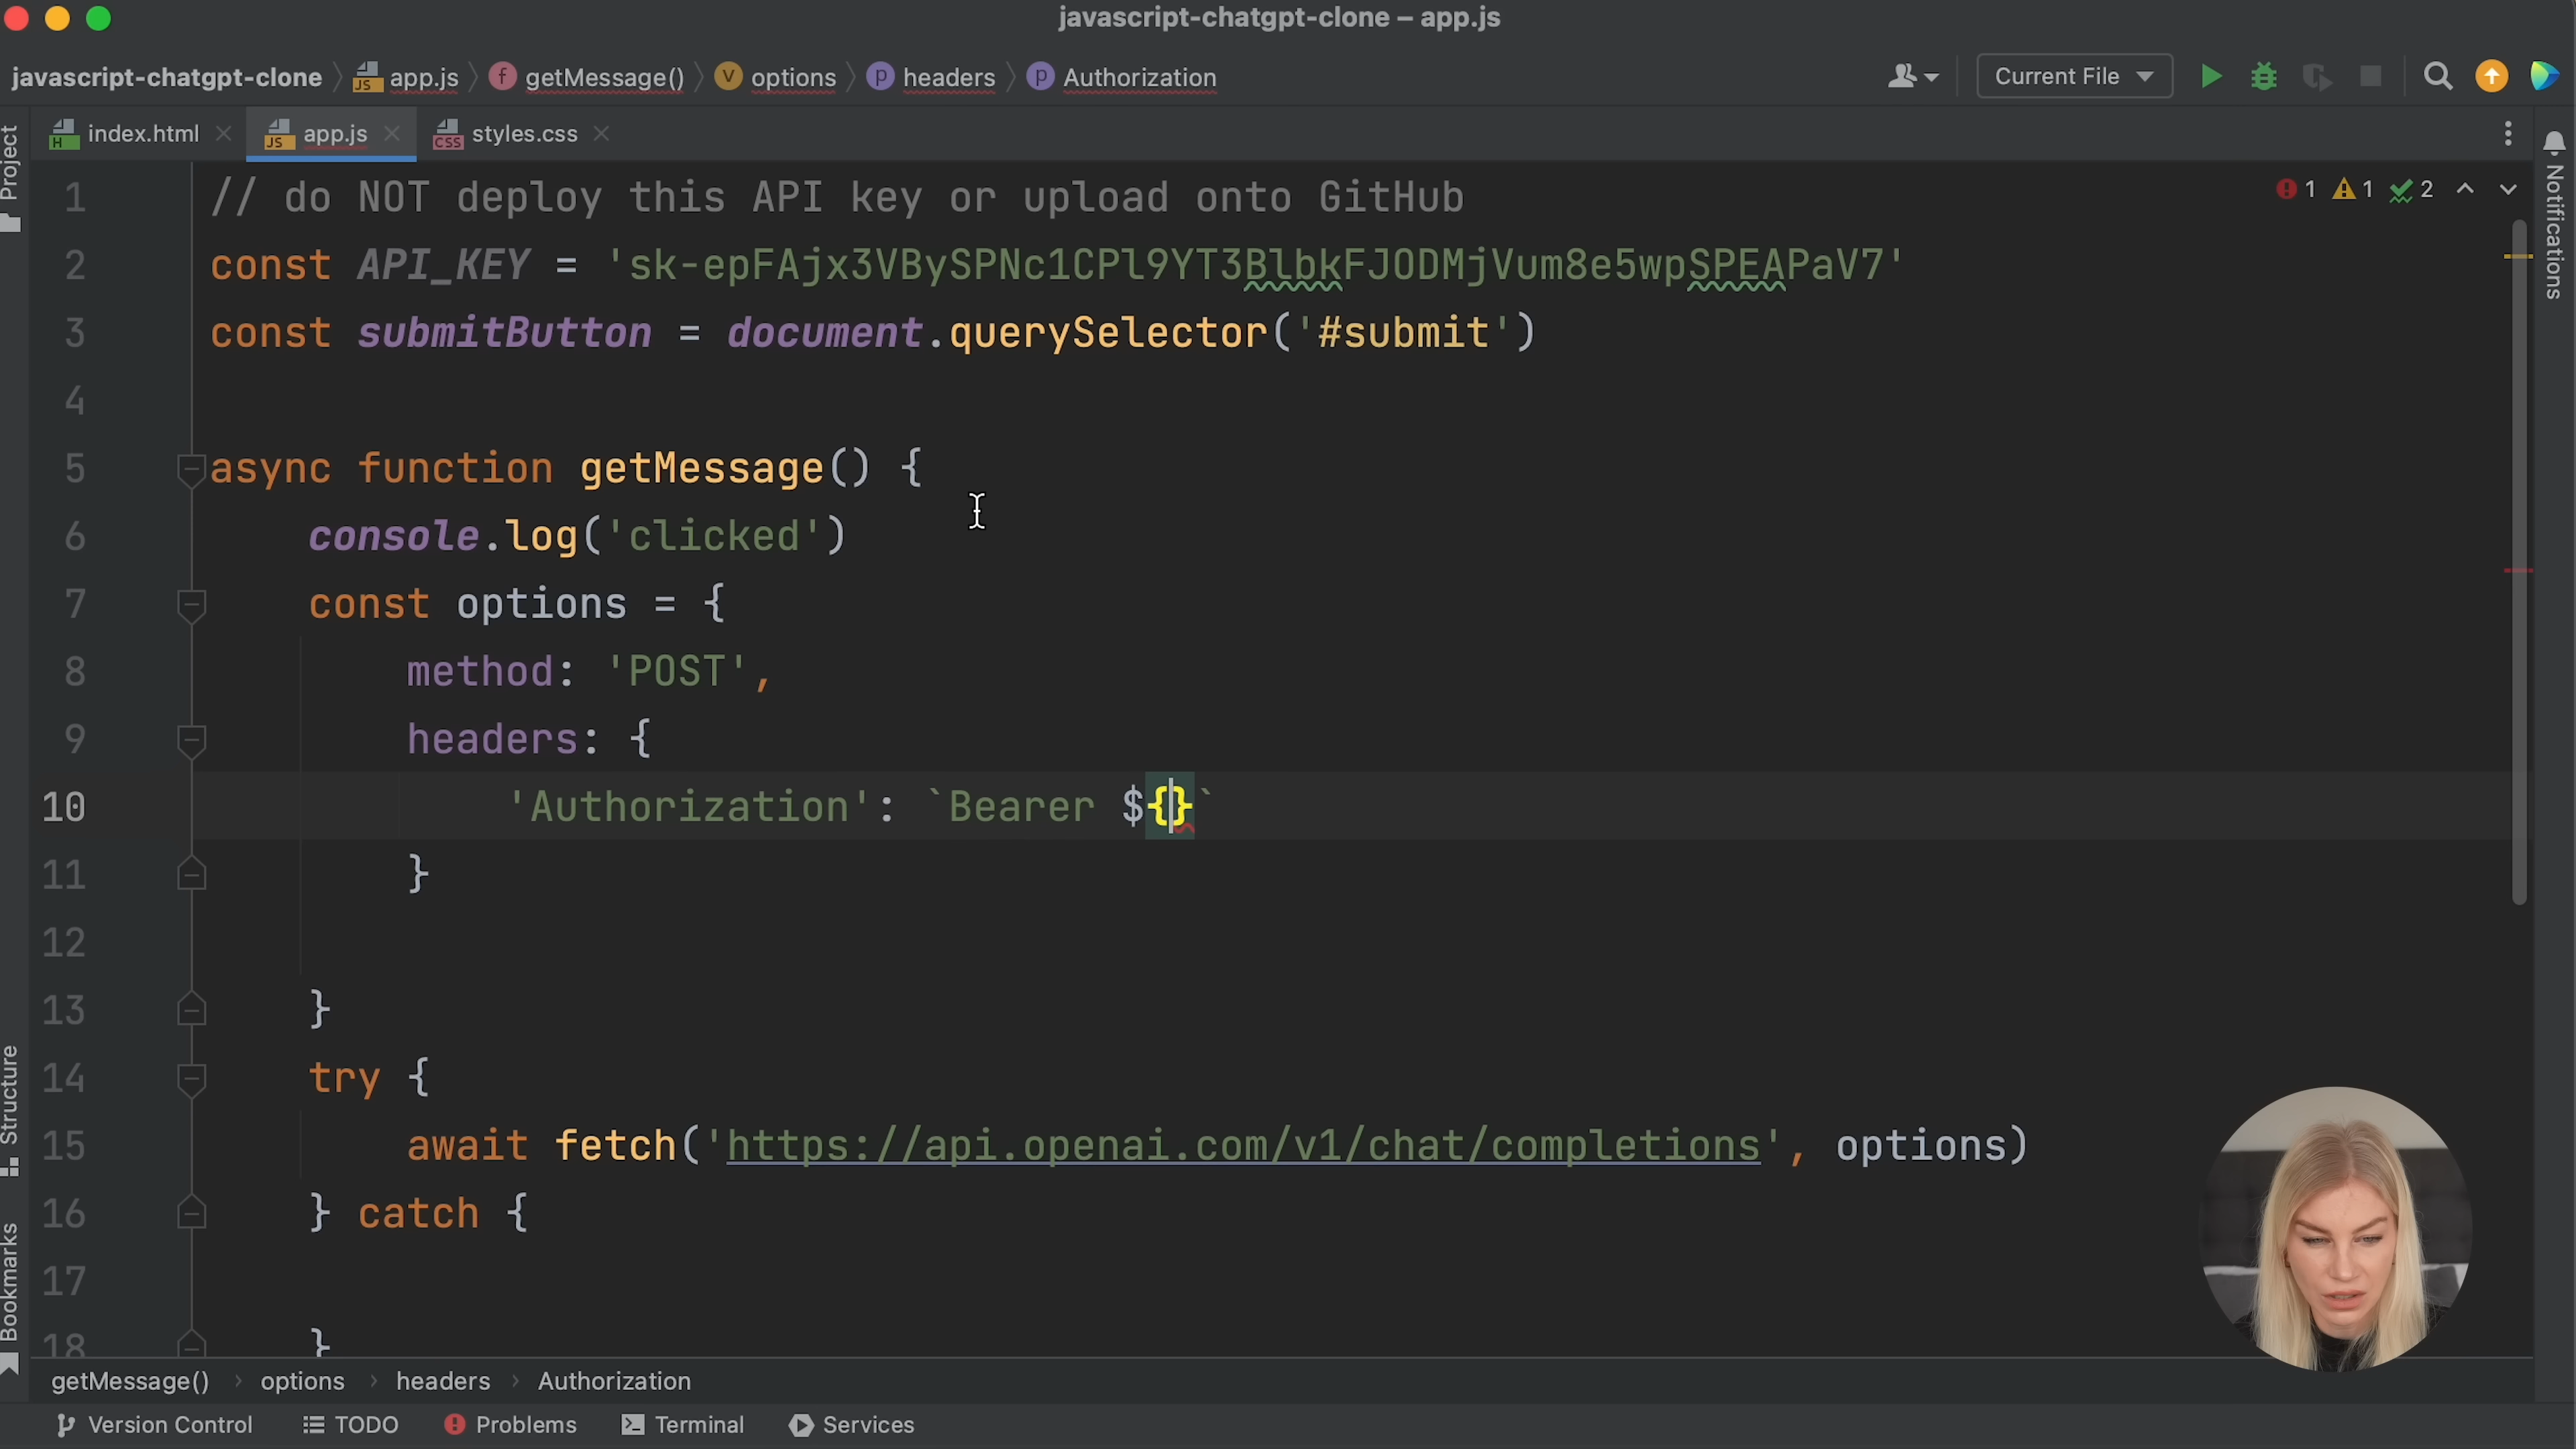 javascript-chatgpt-clone – app.js
javascript-chatgpt-clone app.js getMessage() options headers Authorization Current File
index.html app.js styles.css
Project
Notifications
1 // do NOT deploy this API key or upload onto GitHub 1 1 2
2 const API_KEY = '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'
3 const submitButton = document.querySelector('#submit')
4
5 async function getMessage() {
6 console.log('clicked')
7 const options = {
8 method: 'POST',
9 headers: {
10 'Authorization': `Bearer ${}`
11 }
12
13 }
14 try {
15 await fetch('https://api.openai.com/v1/chat/completions', options)
16 } catch {
17
18 }
Structure
Bookmarks
getMessage() options headers Authorization
Version Control TODO Problems Terminal Services